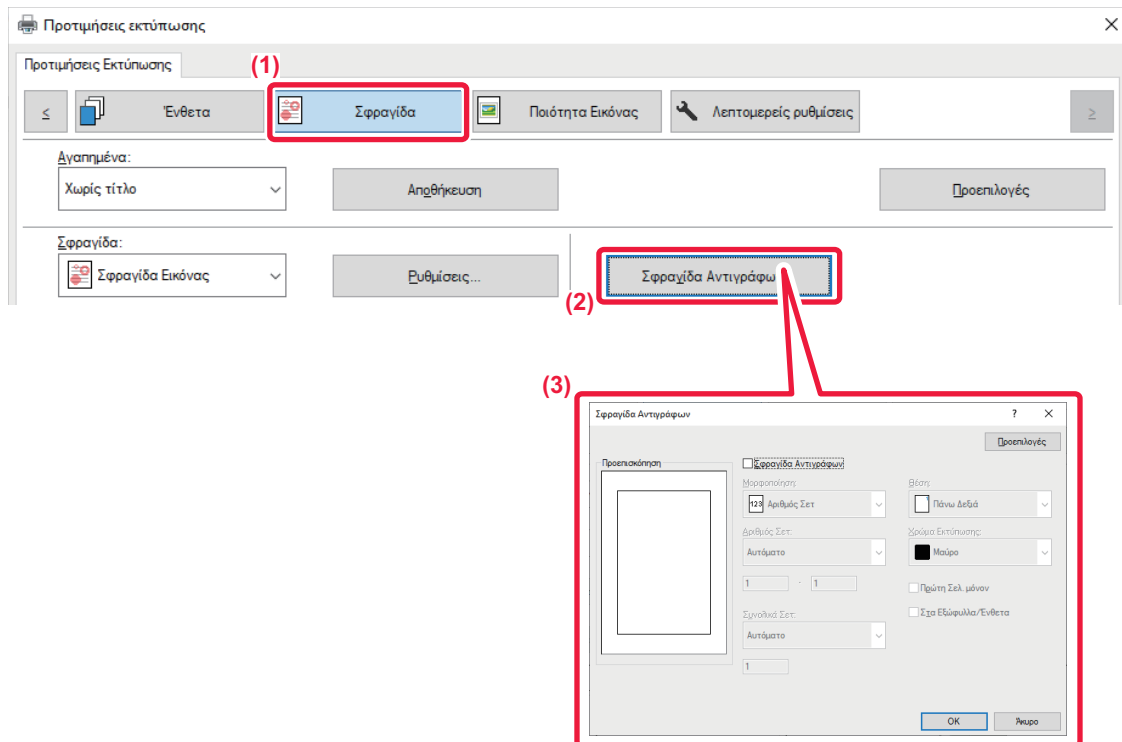 Προτιμήσεις εκτύπωσης
Προτιμήσεις Εκτύπωσης
(1)
≤ Ένθετα Σφραγίδα Ποιότητα Εικόνας Λεπτομερείς ρυθμίσεις ≥
Αγαπημένα:
Χωρίς τίτλο Αποθήκευση Προεπιλογές
Σφραγίδα:
Σφραγίδα Εικόνας Ρυθμίσεις... Σφραγίδα Αντιγράφω
(2)
(3)
Σφραγίδα Αντιγράφων ?
Προεπιλογές
Προεπισκόπηση Σφραγίδα Αντιγράφων
Μορφοποίηση: Θέση:
123 Αριθμός Σετ 1 Πάνω Δεξιά
Αριθμός Σετ: Χρώμα Εκτύπωσης:
Αυτόματο Μαύρο
1 - 1 Πρώτη Σελ. μόνον
Συνολικά Σετ: Στα Εξώφυλλα/Ένθετα
Αυτόματο
1
OK Άκυρο